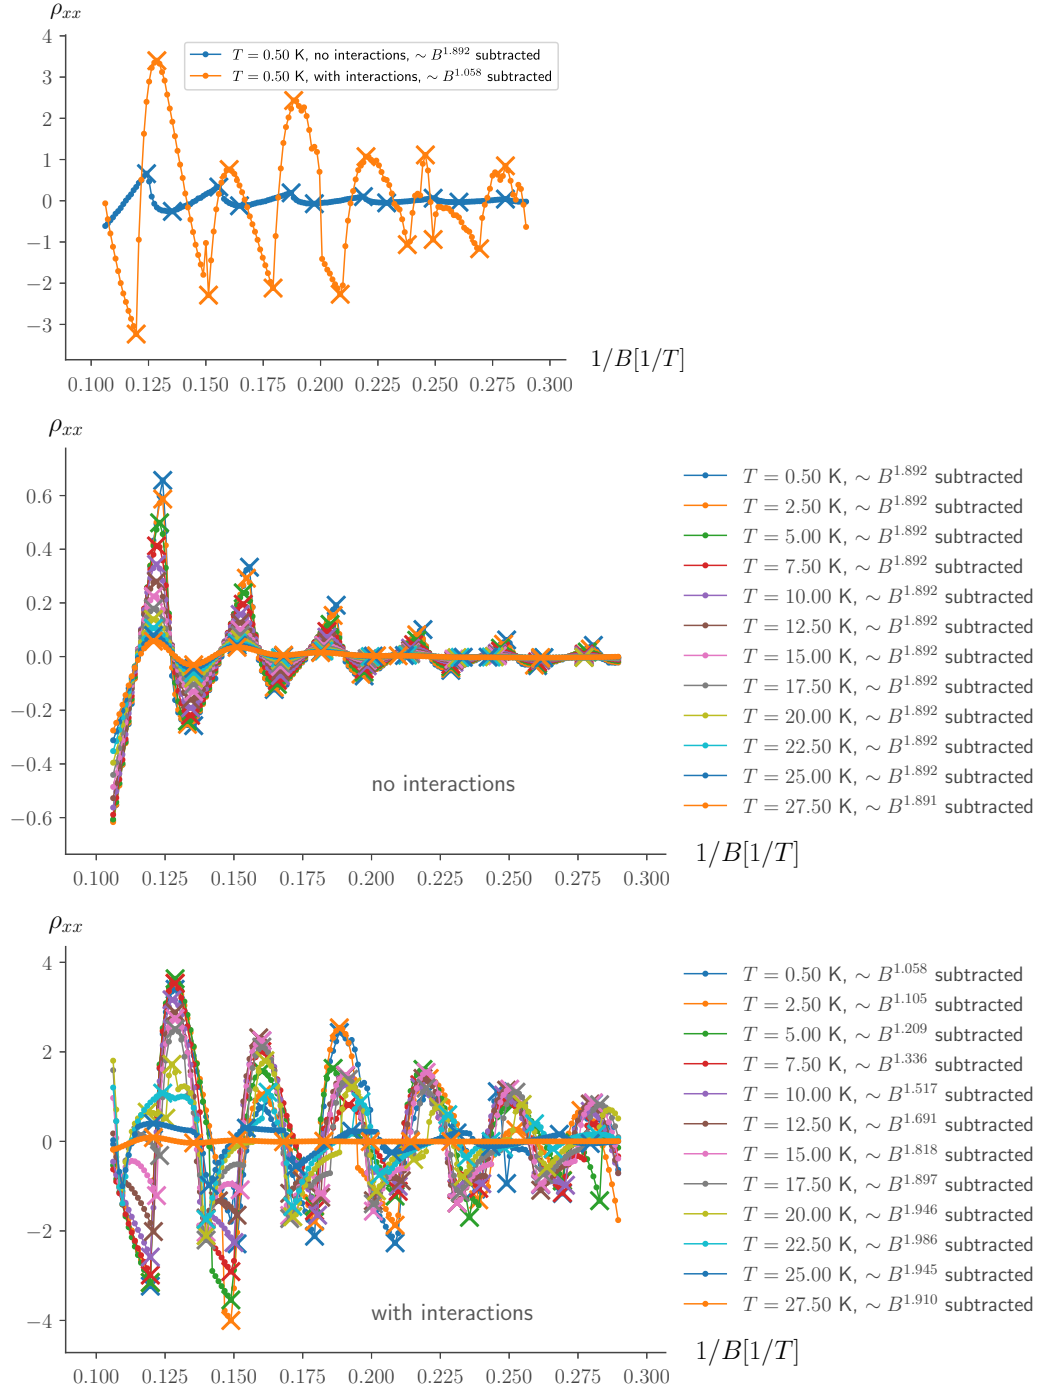 ρxx
T = 0.50 K, no interactions, ∼ B^1.892 subtracted
T = 0.50 K, with interactions, ∼ B^1.058 subtracted
4
3
2
1
0
−1
−2
−3
0.100 0.125 0.150 0.175 0.200 0.225 0.250 0.275 0.300
1/B[1/T]
ρxx
0.6
0.4
0.2
0.0
−0.2
−0.4
−0.6
no interactions
0.100 0.125 0.150 0.175 0.200 0.225 0.250 0.275 0.300
1/B[1/T]
T = 0.50 K, ∼ B^1.892 subtracted
T = 2.50 K, ∼ B^1.892 subtracted
T = 5.00 K, ∼ B^1.892 subtracted
T = 7.50 K, ∼ B^1.892 subtracted
T = 10.00 K, ∼ B^1.892 subtracted
T = 12.50 K, ∼ B^1.892 subtracted
T = 15.00 K, ∼ B^1.892 subtracted
T = 17.50 K, ∼ B^1.892 subtracted
T = 20.00 K, ∼ B^1.892 subtracted
T = 22.50 K, ∼ B^1.892 subtracted
T = 25.00 K, ∼ B^1.892 subtracted
T = 27.50 K, ∼ B^1.891 subtracted
ρxx
4
2
0
−2
−4
with interactions
0.100 0.125 0.150 0.175 0.200 0.225 0.250 0.275 0.300
1/B[1/T]
T = 0.50 K, ∼ B^1.058 subtracted
T = 2.50 K, ∼ B^1.105 subtracted
T = 5.00 K, ∼ B^1.209 subtracted
T = 7.50 K, ∼ B^1.336 subtracted
T = 10.00 K, ∼ B^1.517 subtracted
T = 12.50 K, ∼ B^1.691 subtracted
T = 15.00 K, ∼ B^1.818 subtracted
T = 17.50 K, ∼ B^1.897 subtracted
T = 20.00 K, ∼ B^1.946 subtracted
T = 22.50 K, ∼ B^1.986 subtracted
T = 25.00 K, ∼ B^1.945 subtracted
T = 27.50 K, ∼ B^1.910 subtracted